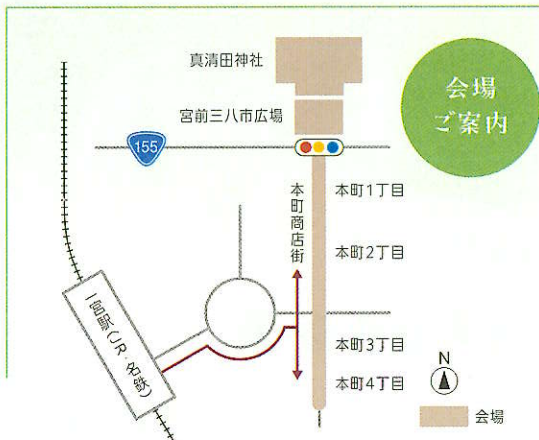 真清田神社
宮前三八市広場
会場
ご案内
155
本町商店街
本町1丁目
本町2丁目
本町3丁目
本町4丁目
一宮駅(JR・名鉄)
N
会場